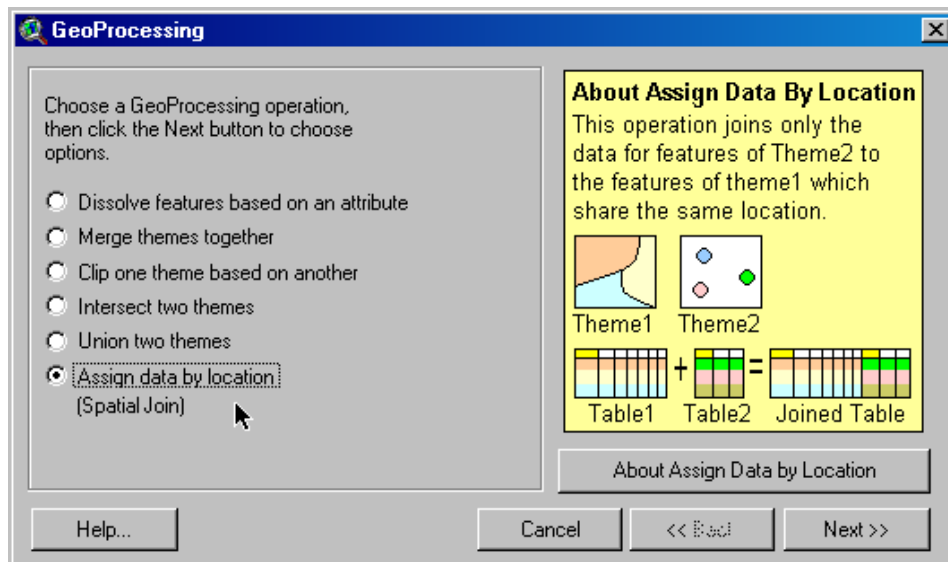 GeoProcessing
Choose a GeoProcessing operation,
then click the Next button to choose
options.
Dissolve features based on an attribute
Merge themes together
Clip one theme based on another
Intersect two themes
Union two themes
Assign data by location
(Spatial Join)
About Assign Data By Location
This operation joins only the
data for features of Theme2 to
the features of theme1 which
share the same location.
Theme1 Theme2
+ =
Table1 Table2 Joined Table
About Assign Data by Location
Help... Cancel << Back Next >>